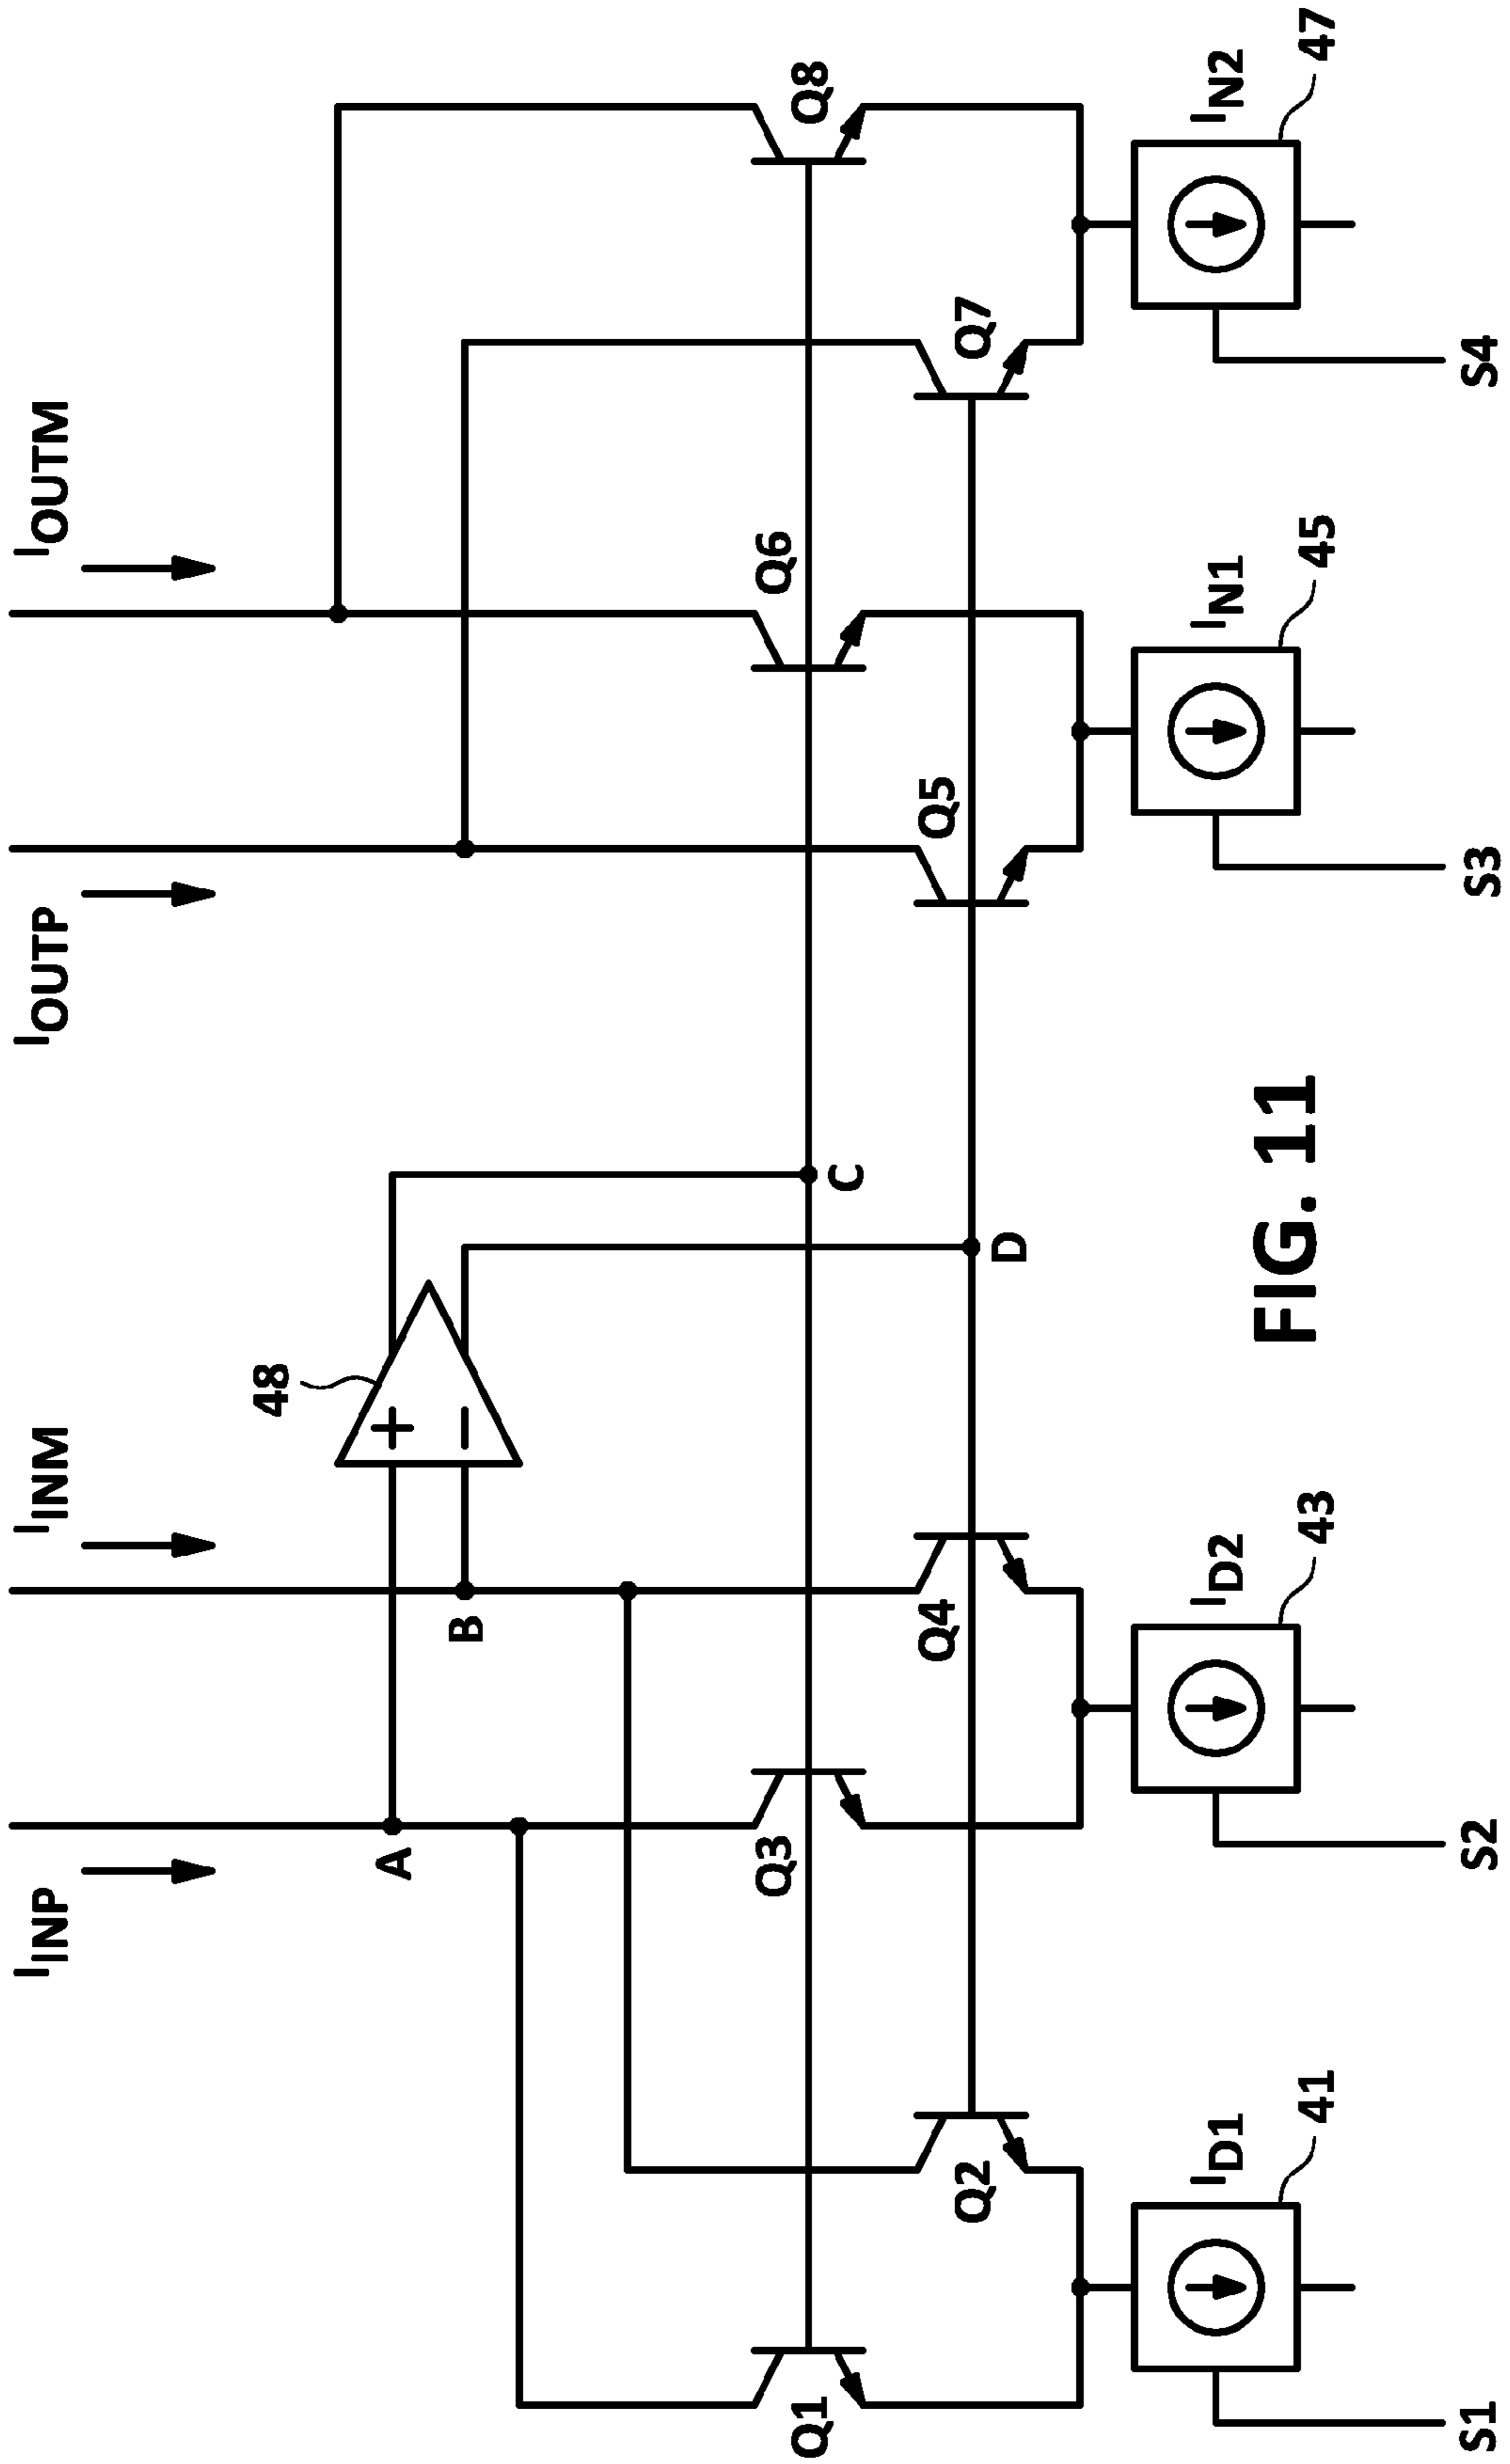 I_INP
I_INM
I_OUTP
I_OUTM
48
A
B
+
−
C
D
Q1
Q2
Q3
Q4
Q5
Q6
Q7
Q8
I_D1
41
I_D2
43
I_N1
45
I_N2
47
S1
S2
S3
S4
FIG. 11